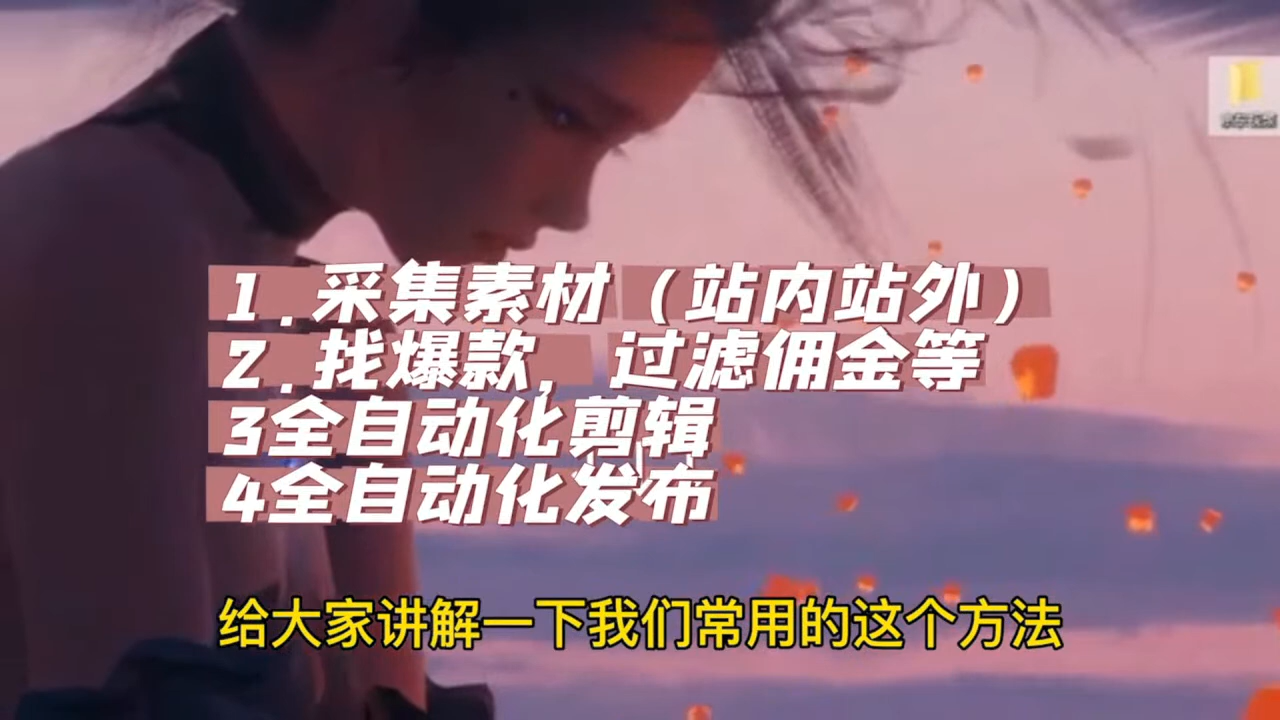 1.采集素材（站内站外）
2.找爆款，过滤佣金等
3全自动化剪辑
4全自动化发布
给大家讲解一下我们常用的这个方法